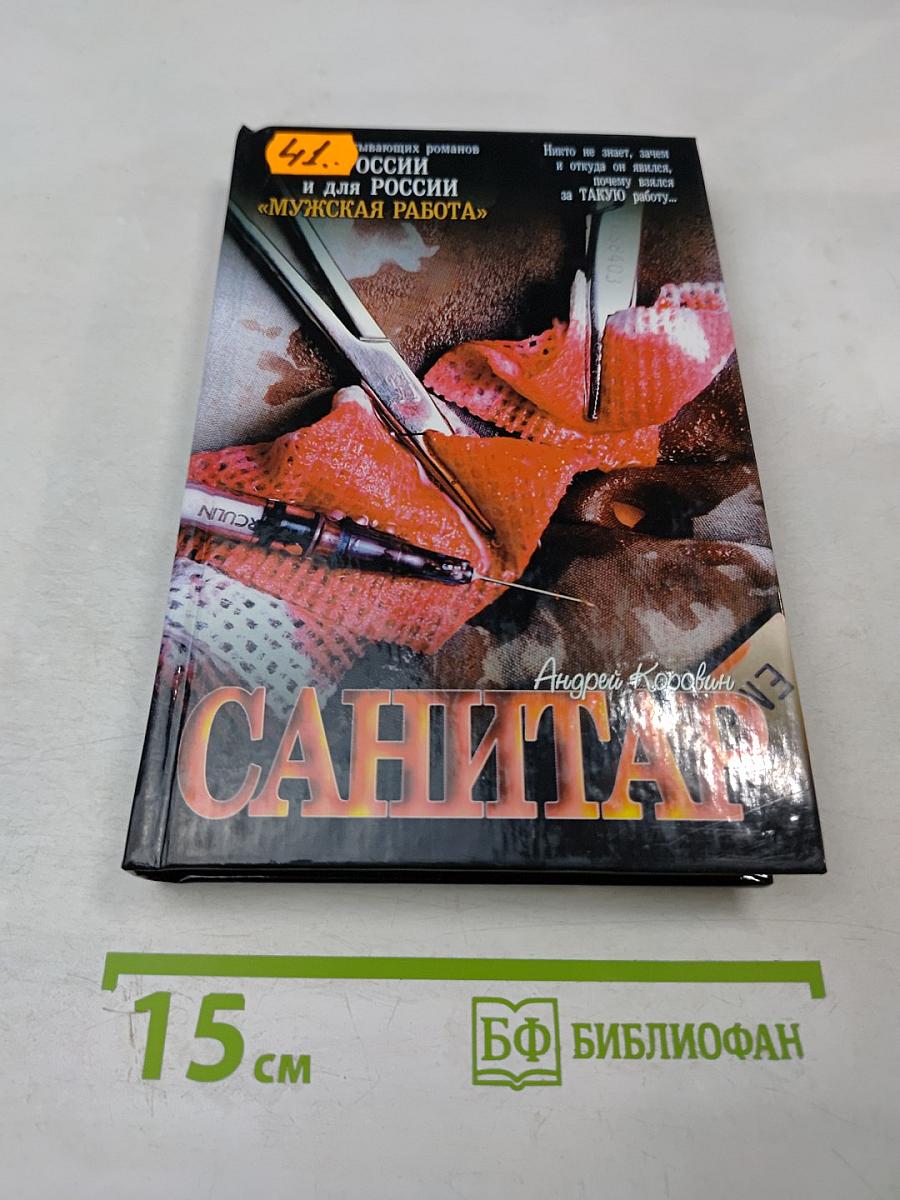 41..
ывающих романов
ОССИИ
и для РОССИИ
«МУЖСКАЯ РАБОТА»
Никто не знает, зачем
и откуда он явился,
почему взялся
за ТАКУЮ работу...
RCULIN
Андрей Коровин
САНИТАР
15 см
БФ БИБЛИОФАН